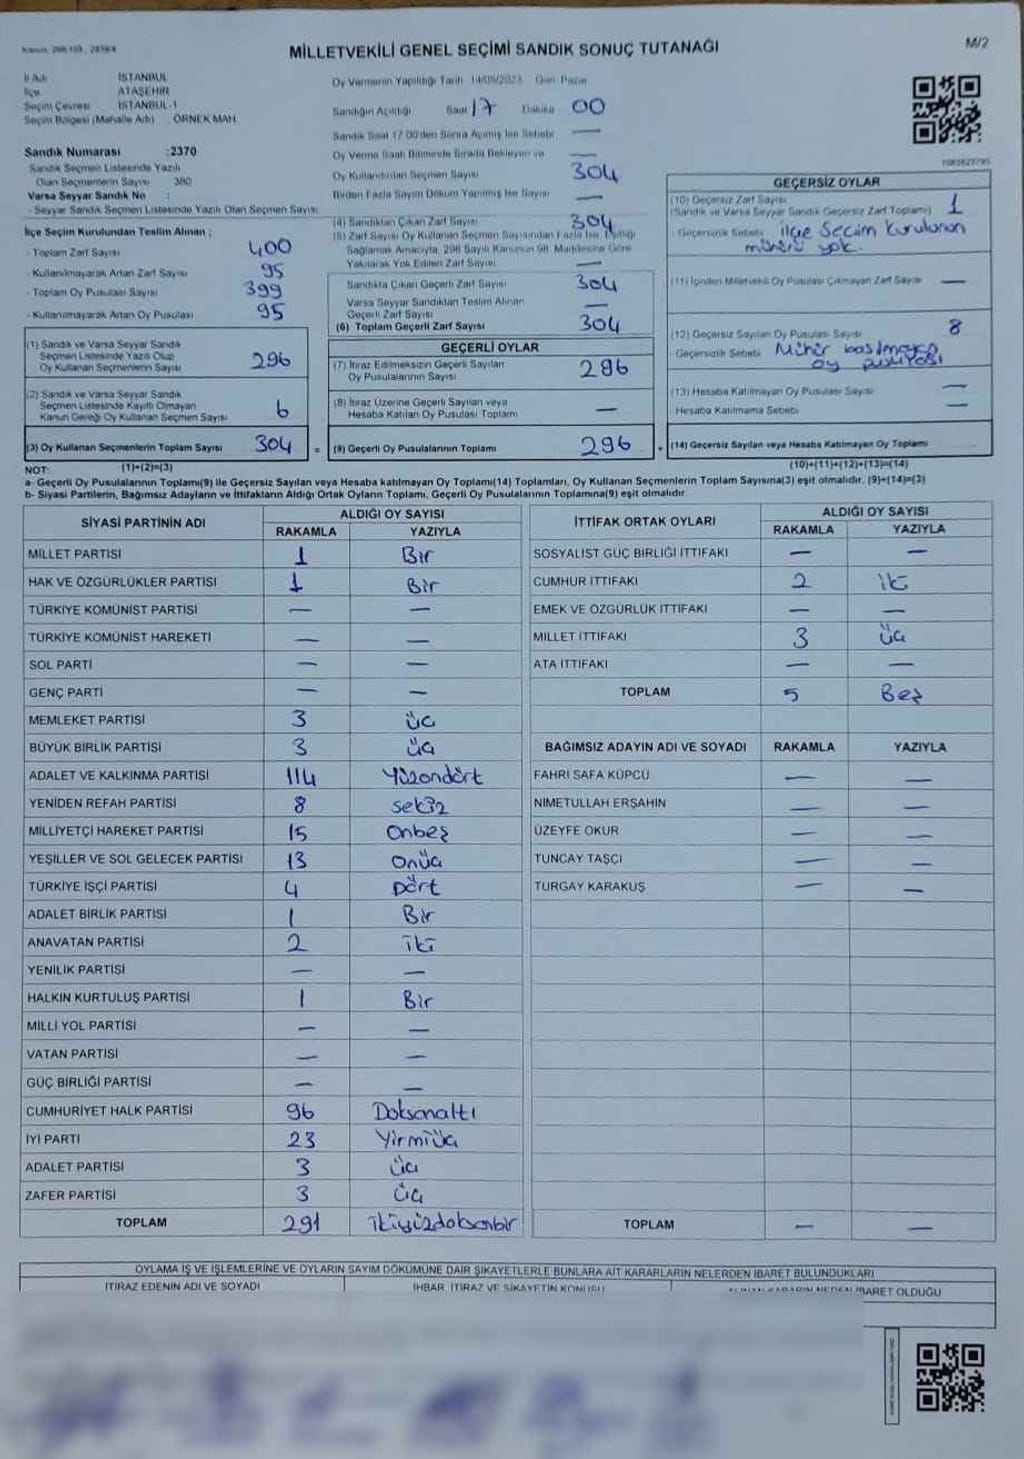 Kanun: 298/103, 2839/4
MİLLETVEKİLİ GENEL SEÇİMİ SANDIK SONUÇ TUTANAĞI
M/2
İl Adı : İSTANBUL
İlçe : ATAŞEHİR
Seçim Çevresi : İSTANBUL-1
Seçim Bölgesi (Mahalle Adı) : ÖRNEK MAH.
Sandık Numarası :2370
Sandık Seçmen Listesinde Yazılı
Olan Seçmenlerin Sayısı : 380
Varsa Seyyar Sandık No :
- Seyyar Sandık Seçmen Listesinde Yazılı Olan Seçmen Sayısı
İlçe Seçim Kurulundan Teslim Alınan ;
- Toplam Zarf Sayısı 400
- Kullanılmayarak Artan Zarf Sayısı 95
- Toplam Oy Pusulası Sayısı 399
- Kullanılmayarak Artan Oy Pusulası 95
(1) Sandık ve Varsa Seyyar Sandık
Seçmen Listesinde Yazılı Olup
Oy Kullanan Seçmenlerin Sayısı 296
(2) Sandık ve Varsa Seyyar Sandık
Seçmen Listesinde Kayıtlı Olmayan
Kanun Gereği Oy Kullanan Seçmen Sayısı 6
(3) Oy Kullanan Seçmenlerin Toplam Sayısı 304
Oy Vermenin Yapıldığı Tarih 14/05/2023 Gün Pazar
Sandığın Açıldığı Saat 17 Dakika 00
Sandık Saat 17:00'den Sonra Açılmış İse Sebebi —
Oy Verme Saati Bitiminde Sırada Bekleyen ve —
Oy Kullandırılan Seçmen Sayısı 304
Birden Fazla Sayım Döküm Yapılmış İse Sayısı —
(4) Sandıktan Çıkan Zarf Sayısı 304
(5) Zarf Sayısı Oy Kullanan Seçmen Sayısından Fazla İse Eşitliği
Sağlamak Amacıyla, 298 Sayılı Kanunun 98. Maddesine Göre
Yakılarak Yok Edilen Zarf Sayısı —
Sandıkta Çıkan Geçerli Zarf Sayısı 304
Varsa Seyyar Sandıktan Teslim Alınan
Geçerli Zarf Sayısı —
(6) Toplam Geçerli Zarf Sayısı 304
GEÇERLİ OYLAR
(7) İtiraz Edilmeksizin Geçerli Sayılan
Oy Pusulalarının Sayısı 286
(8) İtiraz Üzerine Geçerli Sayılan veya
Hesaba Katılan Oy Pusulası Toplamı —
= (9) Geçerli Oy Pusulalarının Toplamı 296
GEÇERSİZ OYLAR
(10) Geçersiz Zarf Sayısı
(Sandık ve Varsa Seyyar Sandık Geçersiz Zarf Toplamı) 1
- Geçersizlik Sebebi ilçe Seçim kurulunun
mührü yok.
(11) İçinden Milletvekili Oy Pusulası Çıkmayan Zarf Sayısı —
(12) Geçersiz Sayılan Oy Pusulası Sayısı 8
- Geçersizlik Sebebi Mühür basılmayan
oy pusulası
(13) Hesaba Katılmayan Oy Pusulası Sayısı —
Hesaba Katılmama Sebebi —
+ (14) Geçersiz Sayılan veya Hesaba Katılmayan Oy Toplamı
NOT: (1)+(2)=(3)
(10)+(11)+(12)+(13)=(14)
a- Geçerli Oy Pusulalarının Toplamı(9) ile Geçersiz Sayılan veya Hesaba katılmayan Oy Toplamı(14) Toplamları, Oy Kullanan Seçmenlerin Toplam Sayısına(3) eşit olmalıdır. (9)+(14)=(3)
b- Siyasi Partilerin, Bağımsız Adayların ve İttifakların Aldığı Ortak Oyların Toplamı, Geçerli Oy Pusulalarının Toplamına(9) eşit olmalıdır.
SİYASİ PARTİNİN ADI ALDIĞI OY SAYISI
RAKAMLA YAZIYLA
MİLLET PARTİSİ 1 Bir
HAK VE ÖZGÜRLÜKLER PARTİSİ 1 Bir
TÜRKİYE KOMÜNİST PARTİSİ — —
TÜRKİYE KOMÜNİST HAREKETİ — —
SOL PARTİ — —
GENÇ PARTİ — —
MEMLEKET PARTİSİ 3 üç
BÜYÜK BİRLİK PARTİSİ 3 üç
ADALET VE KALKINMA PARTİSİ 114 Yüzondört
YENİDEN REFAH PARTİSİ 8 sekiz
MİLLİYETÇİ HAREKET PARTİSİ 15 Onbeş
YEŞİLLER VE SOL GELECEK PARTİSİ 13 Onüç
TÜRKİYE İŞÇİ PARTİSİ 4 Dört
ADALET BİRLİK PARTİSİ 1 Bir
ANAVATAN PARTİSİ 2 iki
YENİLİK PARTİSİ — —
HALKIN KURTULUŞ PARTİSİ 1 Bir
MİLLİ YOL PARTİSİ — —
VATAN PARTİSİ — —
GÜÇ BİRLİĞİ PARTİSİ — —
CUMHURİYET HALK PARTİSİ 96 Doksanaltı
İYİ PARTİ 23 Yirmiüç
ADALET PARTİSİ 3 üç
ZAFER PARTİSİ 3 üç
TOPLAM 291 ikiyüzdoksanbir
İTTİFAK ORTAK OYLARI ALDIĞI OY SAYISI
RAKAMLA YAZIYLA
SOSYALİST GÜÇ BİRLİĞİ İTTİFAKI — —
CUMHUR İTTİFAKI 2 iki
EMEK VE ÖZGÜRLÜK İTTİFAKI — —
MİLLET İTTİFAKI 3 üç
ATA İTTİFAKI — —
TOPLAM 5 Beş
BAĞIMSIZ ADAYIN ADI VE SOYADI RAKAMLA YAZIYLA
FAHRİ SAFA KÜPCÜ — —
NİMETULLAH ERŞAHİN — —
ÜZEYFE OKUR — —
TUNCAY TAŞÇI — —
TURGAY KARAKUŞ — —
TOPLAM — —
OYLAMA İŞ VE İŞLEMLERİNE VE OYLARIN SAYIM DÖKÜMÜNE DAİR ŞİKAYETLERLE BUNLARA AİT KARARLARIN NELERDEN İBARET BULUNDUKLARI
İTİRAZ EDENİN ADI VE SOYADI
İHBAR, İTİRAZ VE ŞİKAYETİN KONUSU
ALINAN KARARIN NEDEN İBARET OLDUĞU